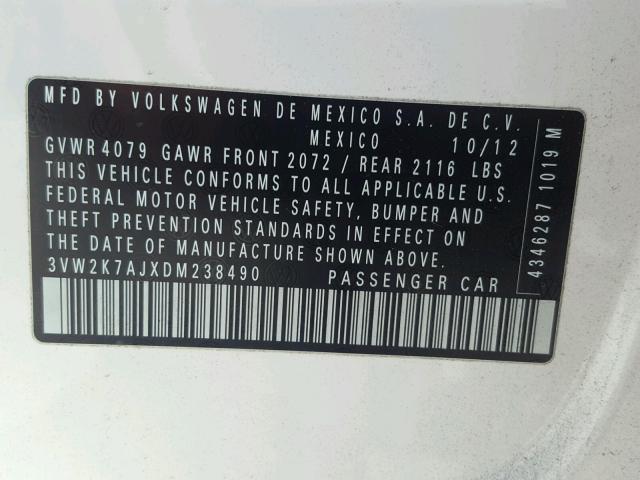 MFD BY VOLKSWAGEN DE MEXICO S.A. DE C.V.
MEXICO 10/12
GVWR 4079 GAWR FRONT 2072 / REAR 2116 LBS
THIS VEHICLE CONFORMS TO ALL APPLICABLE U.S.
FEDERAL MOTOR VEHICLE SAFETY, BUMPER AND
THEFT PREVENTION STANDARDS IN EFFECT ON
THE DATE OF MANUFACTURE SHOWN ABOVE.
3VW2K7AJXDM238490 PASSENGER CAR
4346287 1019 M